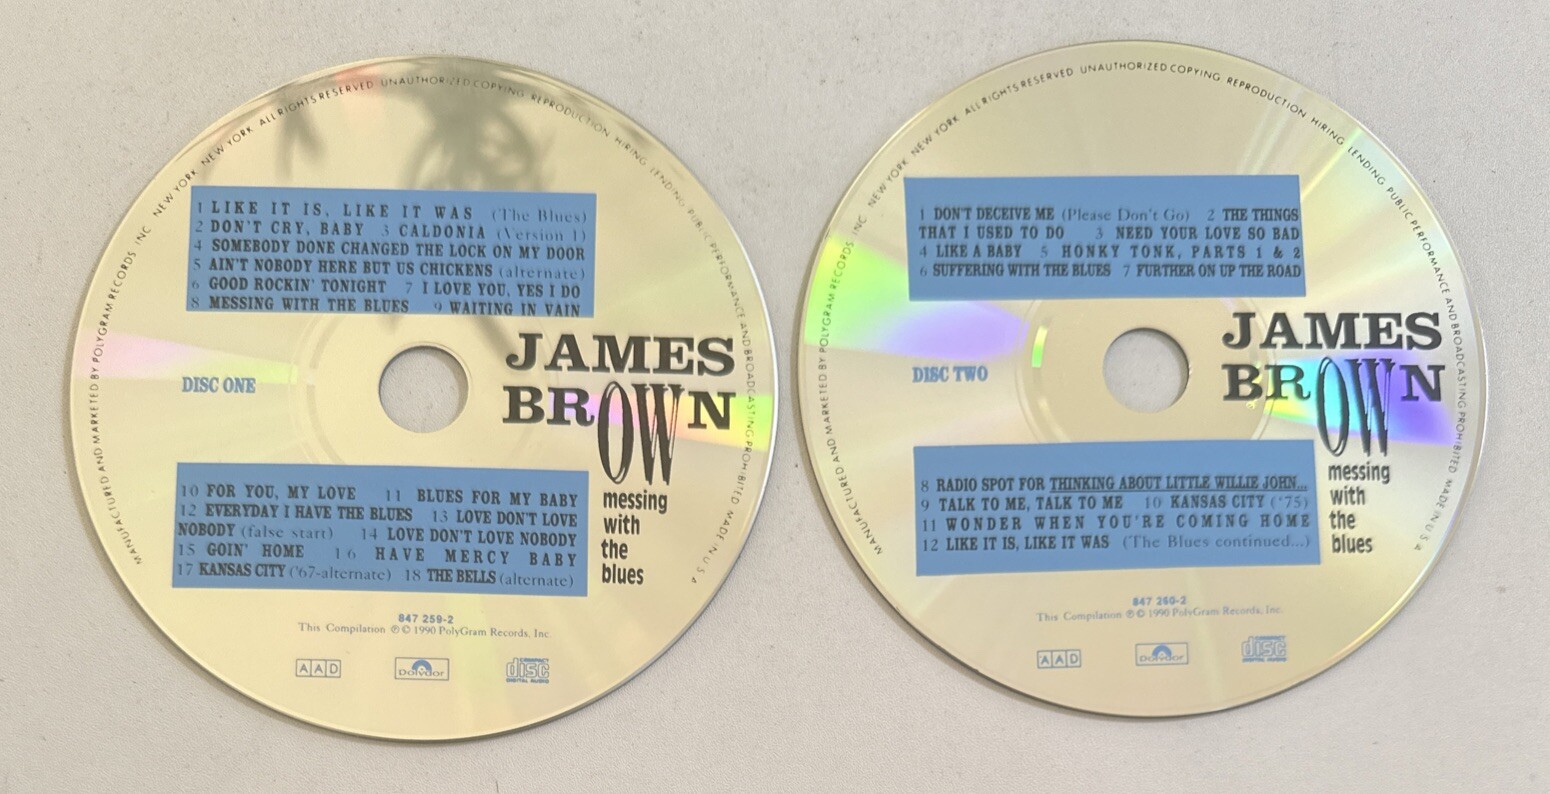 MANUFACTURED AND MARKETED BY POLYGRAM RECORDS INC NEW YORK NEW YORK ALL RIGHTS RESERVED UNAUTHORIZED COPYING REPRODUCTION HIRING LENDING PUBLIC PERFORMANCE AND BROADCASTING PROHIBITED MADE IN U S A
1 LIKE IT IS, LIKE IT WAS (The Blues)
2 DON'T CRY, BABY 3 CALDONIA (Version 1)
4 SOMEBODY DONE CHANGED THE LOCK ON MY DOOR
5 AIN'T NOBODY HERE BUT US CHICKENS (alternate)
6 GOOD ROCKIN' TONIGHT 7 I LOVE YOU, YES I DO
8 MESSING WITH THE BLUES 9 WAITING IN VAIN
DISC ONE
JAMES
BROWN
messing
with
the
blues
10 FOR YOU, MY LOVE 11 BLUES FOR MY BABY
12 EVERYDAY I HAVE THE BLUES 13 LOVE DON'T LOVE
NOBODY (false start) 14 LOVE DON'T LOVE NOBODY
15 GOIN' HOME 16 HAVE MERCY BABY
17 KANSAS CITY ('67-alternate) 18 THE BELLS (alternate)
847 259-2
This Compilation ℗ © 1990 PolyGram Records, Inc.
AAD
Polydor
COMPACT
disc
DIGITAL AUDIO
MANUFACTURED AND MARKETED BY POLYGRAM RECORDS INC NEW YORK NEW YORK ALL RIGHTS RESERVED UNAUTHORIZED COPYING REPRODUCTION HIRING LENDING PUBLIC PERFORMANCE AND BROADCASTING PROHIBITED MADE IN U S A
1 DON'T DECEIVE ME (Please Don't Go) 2 THE THINGS
THAT I USED TO DO 3 NEED YOUR LOVE SO BAD
4 LIKE A BABY 5 HONKY TONK, PARTS 1 & 2
6 SUFFERING WITH THE BLUES 7 FURTHER ON UP THE ROAD
DISC TWO
JAMES
BROWN
messing
with
the
blues
8 RADIO SPOT FOR THINKING ABOUT LITTLE WILLIE JOHN...
9 TALK TO ME, TALK TO ME 10 KANSAS CITY ('75)
11 WONDER WHEN YOU'RE COMING HOME
12 LIKE IT IS, LIKE IT WAS (The Blues continued...)
847 260-2
This Compilation ℗ © 1990 PolyGram Records, Inc.
AAD
Polydor
COMPACT
disc
DIGITAL AUDIO